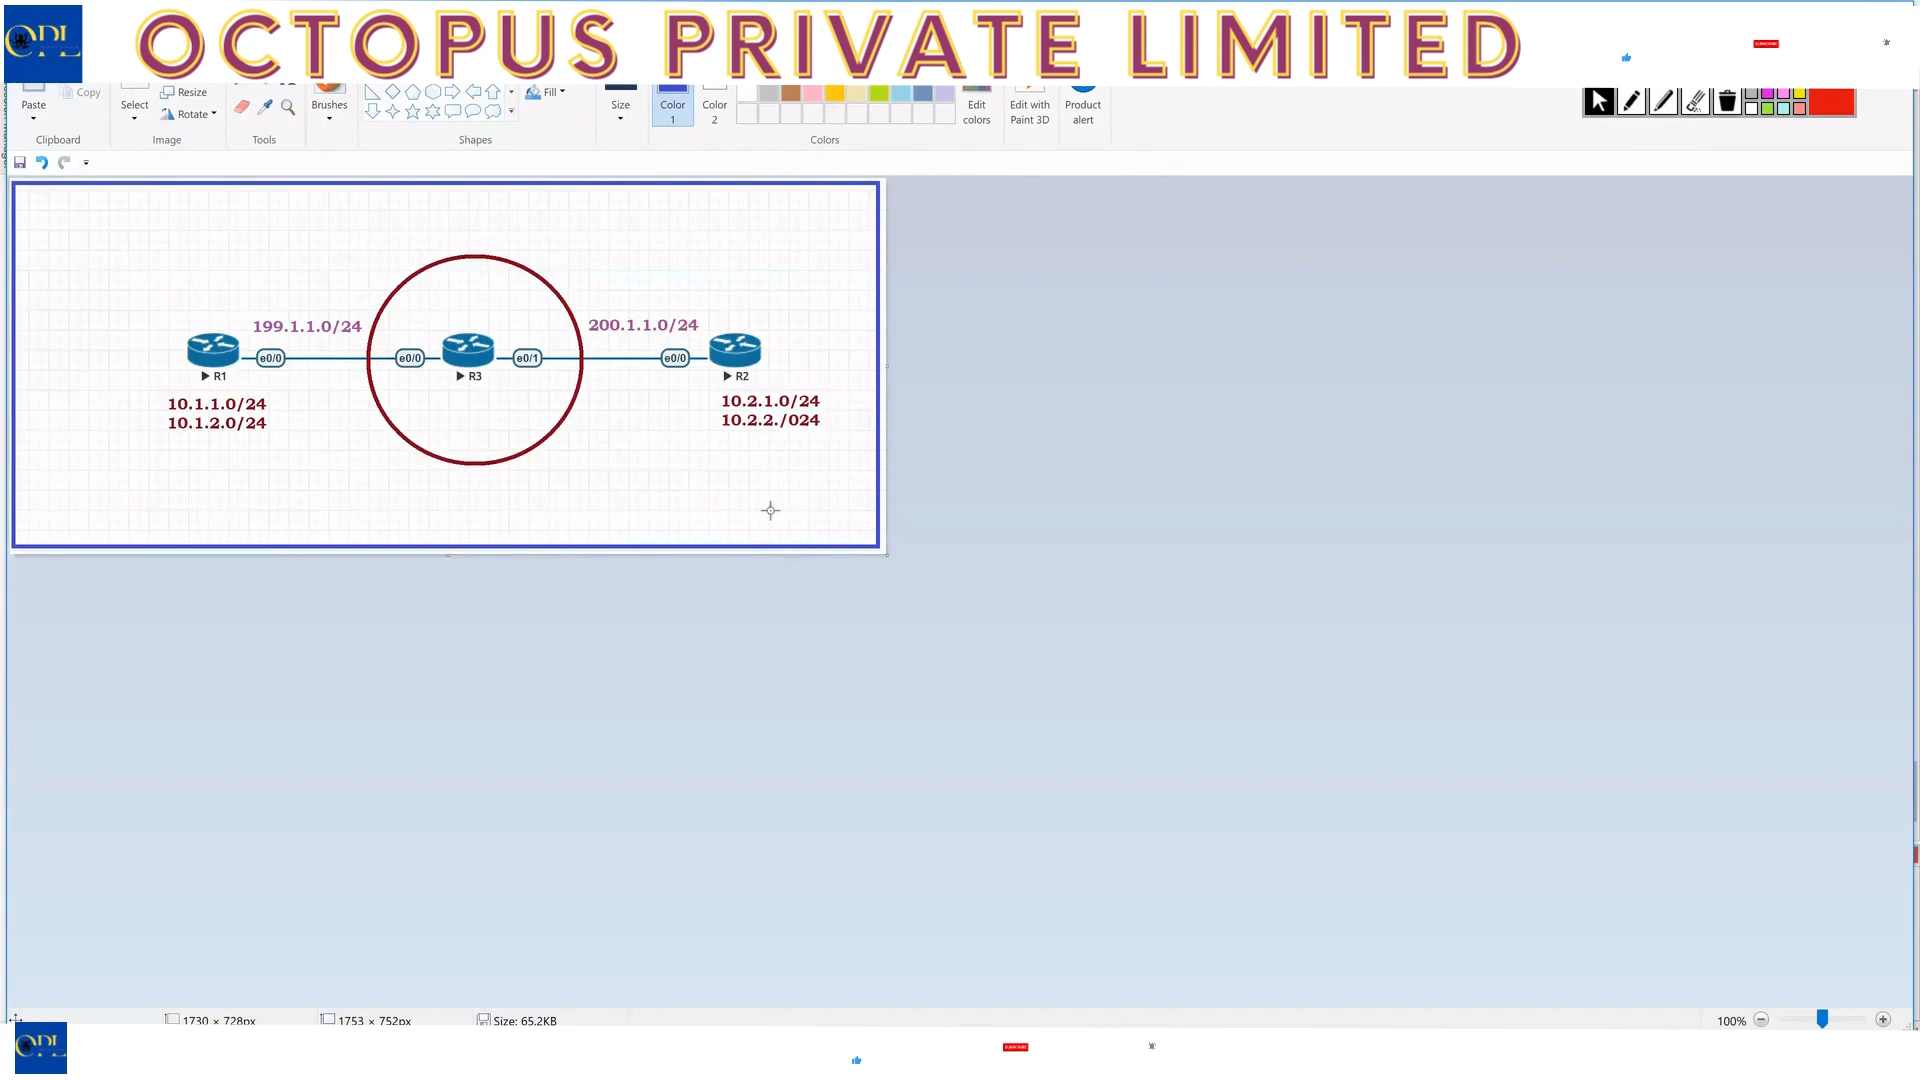 OPL
OCTOPUS PRIVATE LIMITED
SUBSCRIBE
Paste
Copy
Select
Resize
Rotate
Brushes
Fill
Size
Color
1
Color
2
Edit
colors
Edit with
Paint 3D
Product
alert
Clipboard
Image
Tools
Shapes
Colors
199.1.1.0/24
200.1.1.0/24
e0/0
e0/0
e0/1
e0/0
R1
R3
R2
10.1.1.0/24
10.1.2.0/24
10.2.1.0/24
10.2.2./024
1730 × 728px
1753 × 752px
Size: 65.2KB
100%
OPL
SUBSCRIBE